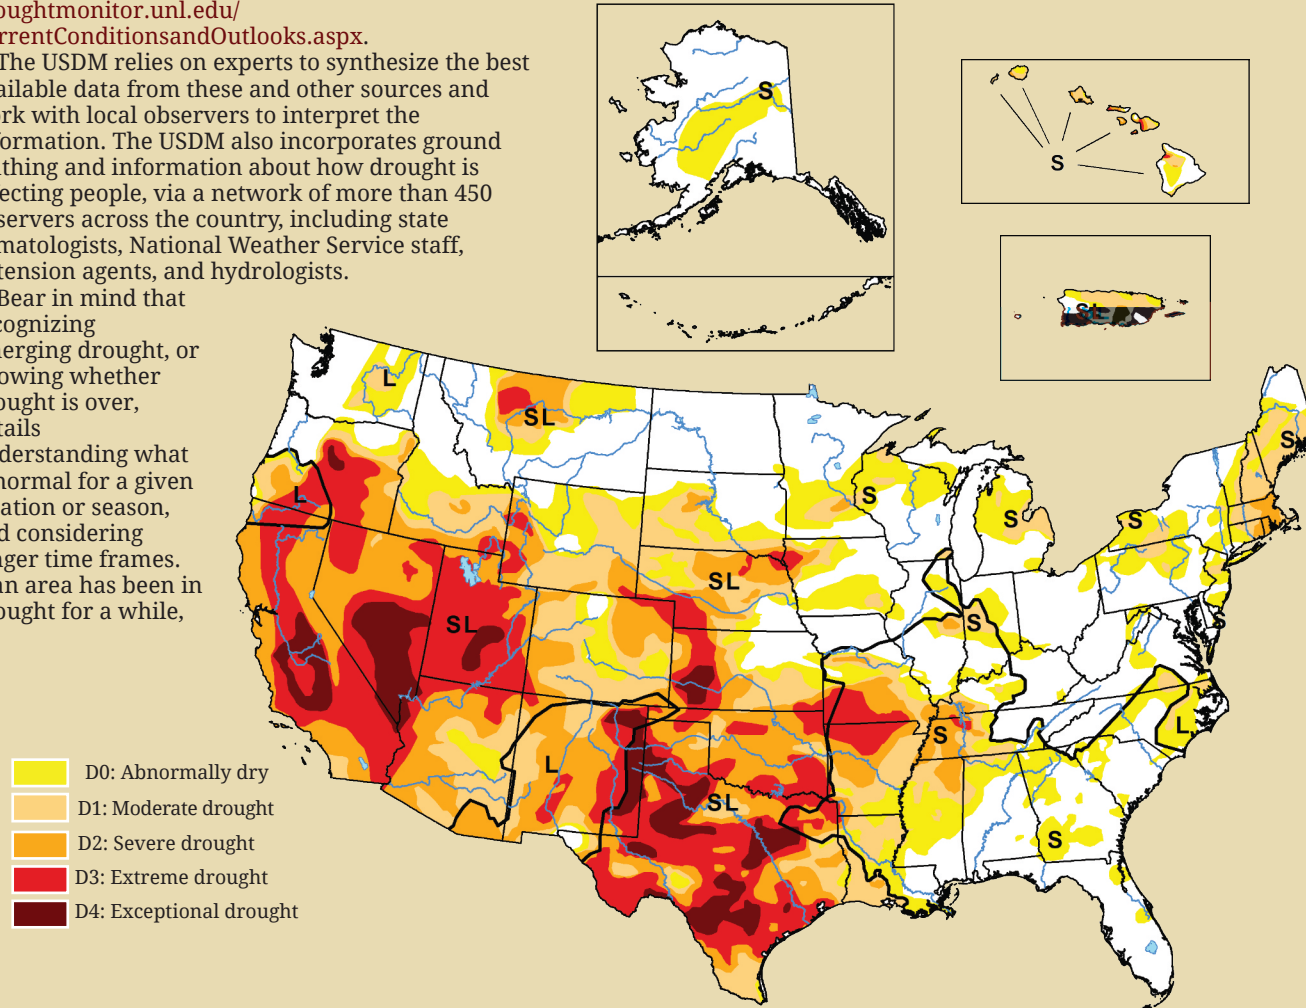 oughtmonitor.unl.edu/
rrentConditionsandOutlooks.aspx.
The USDM relies on experts to synthesize the best
ailable data from these and other sources and
rk with local observers to interpret the
formation. The USDM also incorporates ground
thing and information about how drought is
ecting people, via a network of more than 450
servers across the country, including state
matologists, National Weather Service staff,
tension agents, and hydrologists.
Bear in mind that
cognizing
nerging drought, or
owing whether
ought is over,
tails
derstanding what
normal for a given
ation or season,
d considering
nger time frames.
an area has been in
ought for a while,
S
S
L
SL
S
S
S
S
L
SL
SL
S
S
L
S
L
SL
S
D0: Abnormally dry
D1: Moderate drought
D2: Severe drought
D3: Extreme drought
D4: Exceptional drought